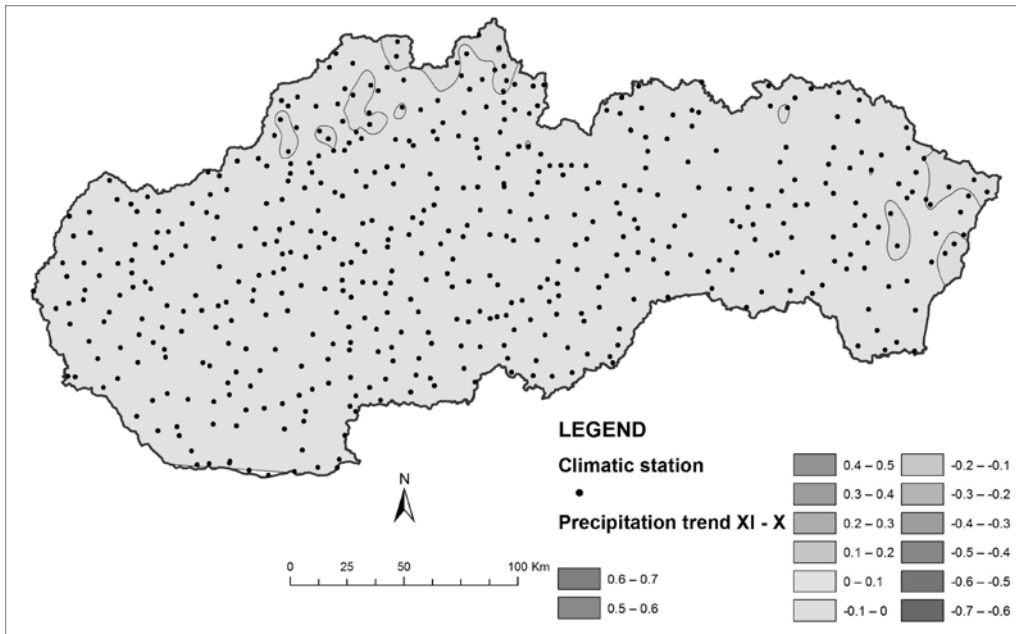 LEGEND
Climatic station
Precipitation trend XI - X
N
0 25 50 100 Km
0.6 – 0.7
0.5 – 0.6
0.4 – 0.5
0.3 – 0.4
0.2 – 0.3
0.1 – 0.2
0 – 0.1
-0.1 – 0
-0.2 – -0.1
-0.3 – -0.2
-0.4 – -0.3
-0.5 – -0.4
-0.6 – -0.5
-0.7 – -0.6